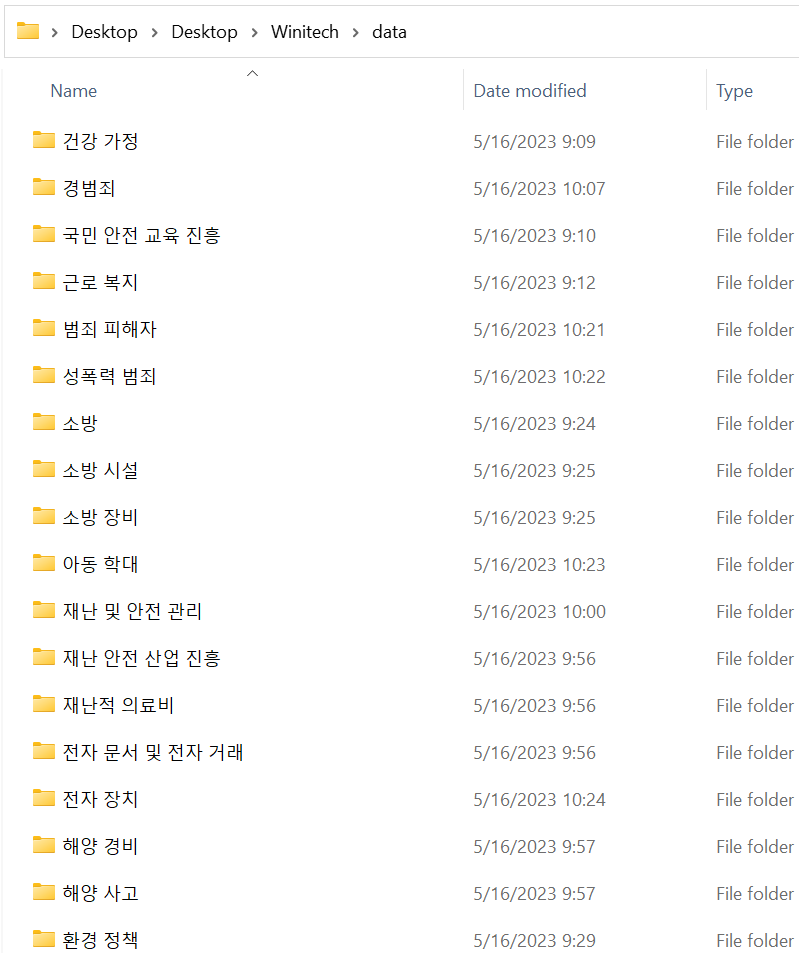 Desktop > Desktop > Winitech > data
Name Date modified Type
건강 가정 5/16/2023 9:09 File folder
경범죄 5/16/2023 10:07 File folder
국민 안전 교육 진흥 5/16/2023 9:10 File folder
근로 복지 5/16/2023 9:12 File folder
범죄 피해자 5/16/2023 10:21 File folder
성폭력 범죄 5/16/2023 10:22 File folder
소방 5/16/2023 9:24 File folder
소방 시설 5/16/2023 9:25 File folder
소방 장비 5/16/2023 9:25 File folder
아동 학대 5/16/2023 10:23 File folder
재난 및 안전 관리 5/16/2023 10:00 File folder
재난 안전 산업 진흥 5/16/2023 9:56 File folder
재난적 의료비 5/16/2023 9:56 File folder
전자 문서 및 전자 거래 5/16/2023 9:56 File folder
전자 장치 5/16/2023 10:24 File folder
해양 경비 5/16/2023 9:57 File folder
해양 사고 5/16/2023 9:57 File folder
환경 정책 5/16/2023 9:29 File folder